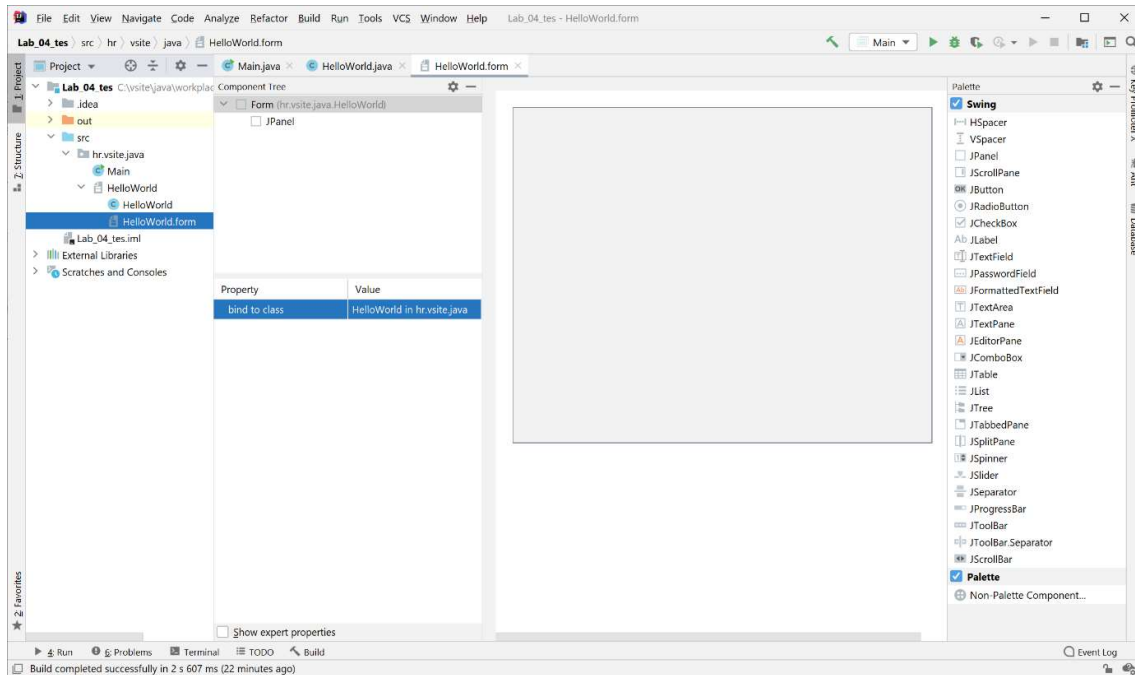 File Edit View Navigate Code Analyze Refactor Build Run Tools VCS Window Help Lab_04_tes - HelloWorld.form
Lab_04_tes src hr vsite java HelloWorld.form Main
Project Main.java HelloWorld.java HelloWorld.form
1: Project
7: Structure
2: Favorites
Lab_04_tes C:\vsite\java\workplac
.idea
out
src
hr.vsite.java
Main
HelloWorld
HelloWorld
HelloWorld.form
Lab_04_tes.iml
External Libraries
Scratches and Consoles
Component Tree
Form (hr.vsite.java.HelloWorld)
JPanel
Property Value
bind to class HelloWorld in hr.vsite.java
Show expert properties
Palette
Swing
HSpacer
VSpacer
JPanel
JScrollPane
OK JButton
JRadioButton
JCheckBox
Ab JLabel
JTextField
JPasswordField
JFormattedTextField
JTextArea
JTextPane
JEditorPane
JComboBox
JTable
JList
JTree
JTabbedPane
JSplitPane
JSpinner
JSlider
JSeparator
JProgressBar
JToolBar
JToolBar.Separator
JScrollBar
Palette
Non-Palette Component...
Key Promoter X
Ant
Database
4: Run 6: Problems Terminal TODO Build Event Log
Build completed successfully in 2 s 607 ms (22 minutes ago)